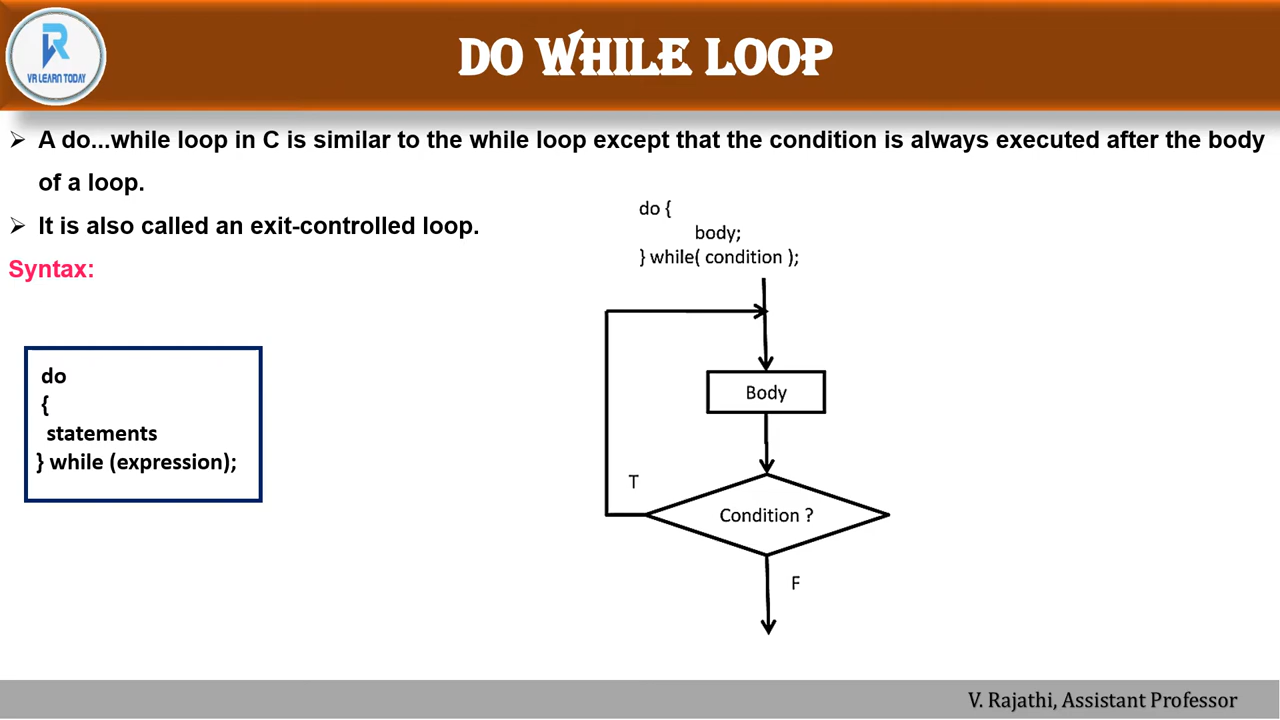 VR LEARN TODAY
DO WHILE LOOP
A do...while loop in C is similar to the while loop except that the condition is always executed after the body
of a loop.
It is also called an exit-controlled loop.
Syntax:
do
{
statements
} while (expression);
do {
body;
} while( condition );
Body
T
Condition ?
F
V. Rajathi, Assistant Professor